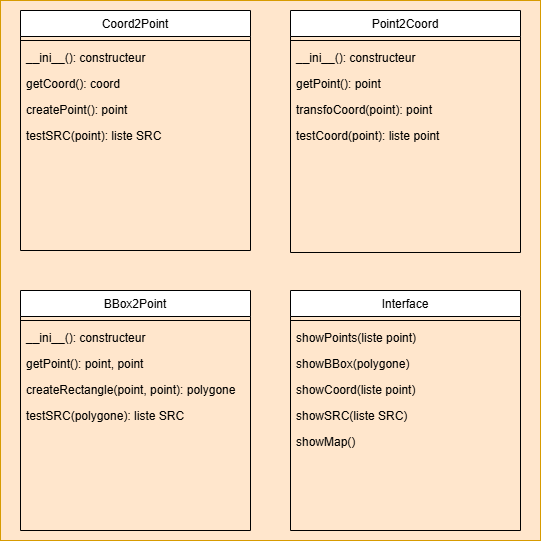 Coord2Point
__ini__(): constructeur
getCoord(): coord
createPoint(): point
testSRC(point): liste SRC
Point2Coord
__ini__(): constructeur
getPoint(): point
transfoCoord(point): point
testCoord(point): liste point
BBox2Point
__ini__(): constructeur
getPoint(): point, point
createRectangle(point, point): polygone
testSRC(polygone): liste SRC
Interface
showPoints(liste point)
showBBox(polygone)
showCoord(liste point)
showSRC(liste SRC)
showMap()